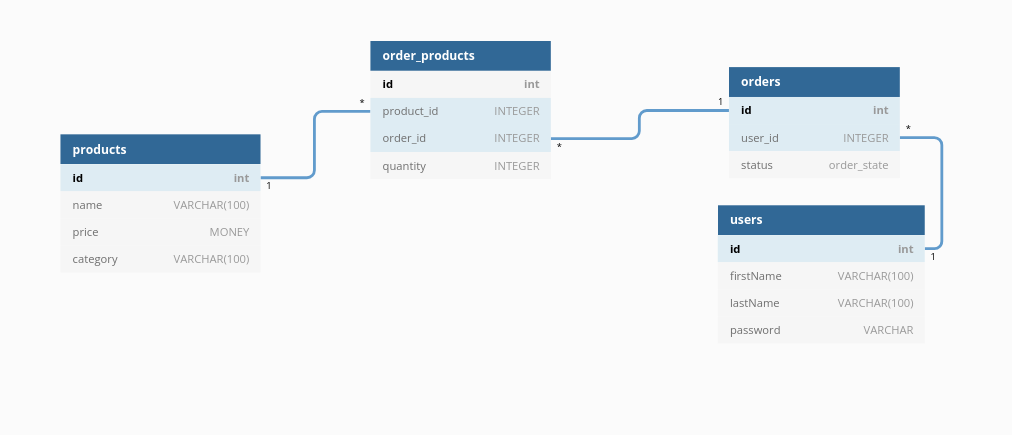 order_products
id int
product_id INTEGER
order_id INTEGER
quantity INTEGER
*
*
orders
id int
user_id INTEGER
status order_state
1
*
products
id int
name VARCHAR(100)
price MONEY
category VARCHAR(100)
1
users
id int
firstName VARCHAR(100)
lastName VARCHAR(100)
password VARCHAR
1